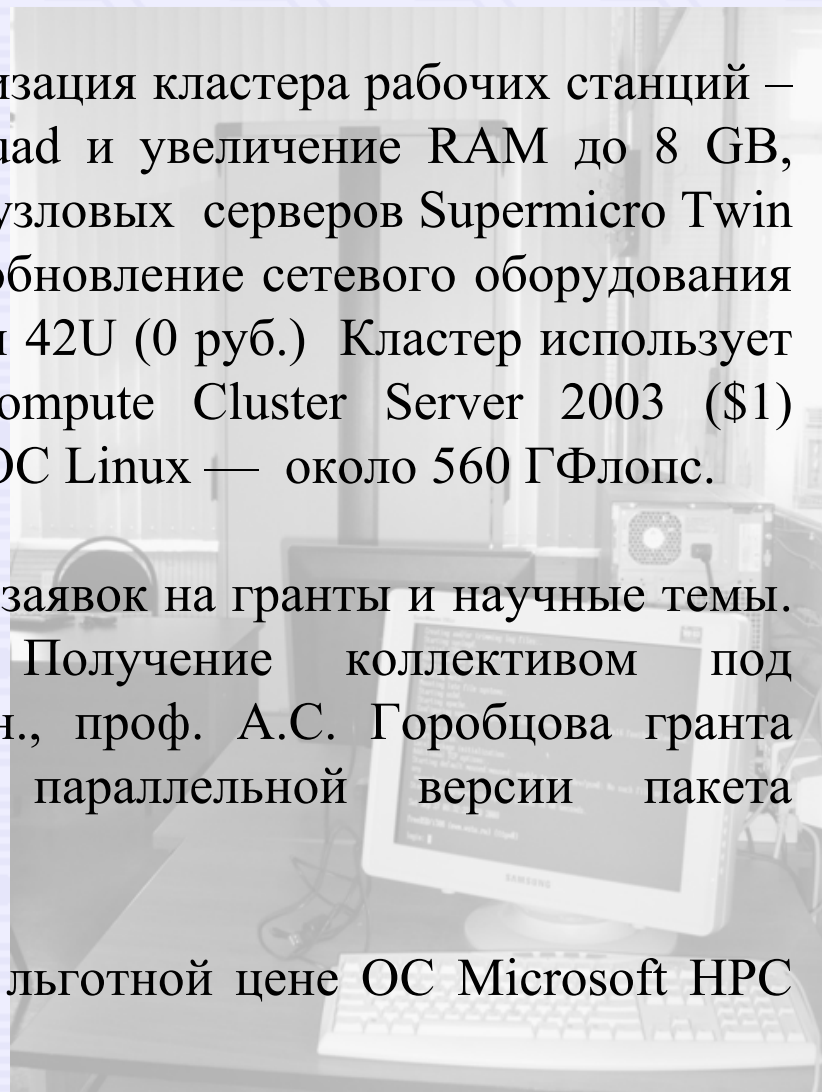 изация кластера рабочих станций –
uad и увеличение RAM до 8 GB,
узловых серверов Supermicro Twin
обновление сетевого оборудования
42U (0 руб.) Кластер использует
ompute Cluster Server 2003 ($1)
ОС Linux — около 560 ГФлопс.
заявок на гранты и научные темы.
Получение коллективом под
н., проф. А.С. Горобцова гранта
параллельной версии пакета
льготной цене ОС Microsoft HPC
SAMSUNG